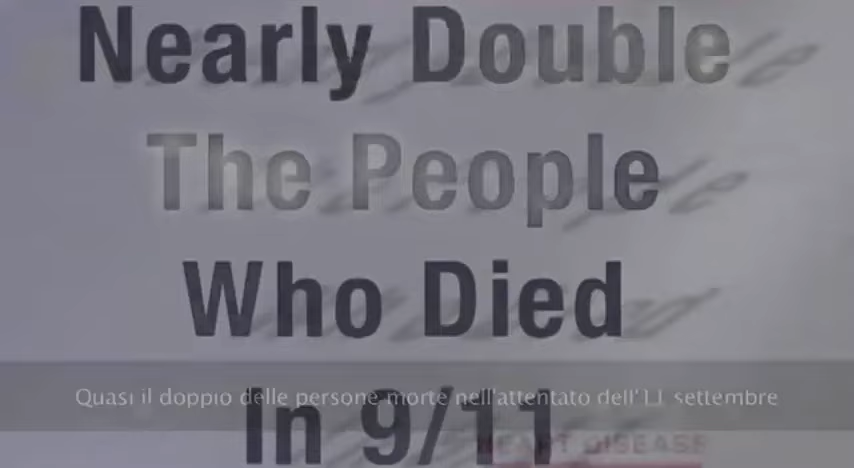 Nearly Double
The People
Who Died
Quasi il doppio delle persone morte nell'attentato dell'11 settembre
In 9/11
HEART DISEASE